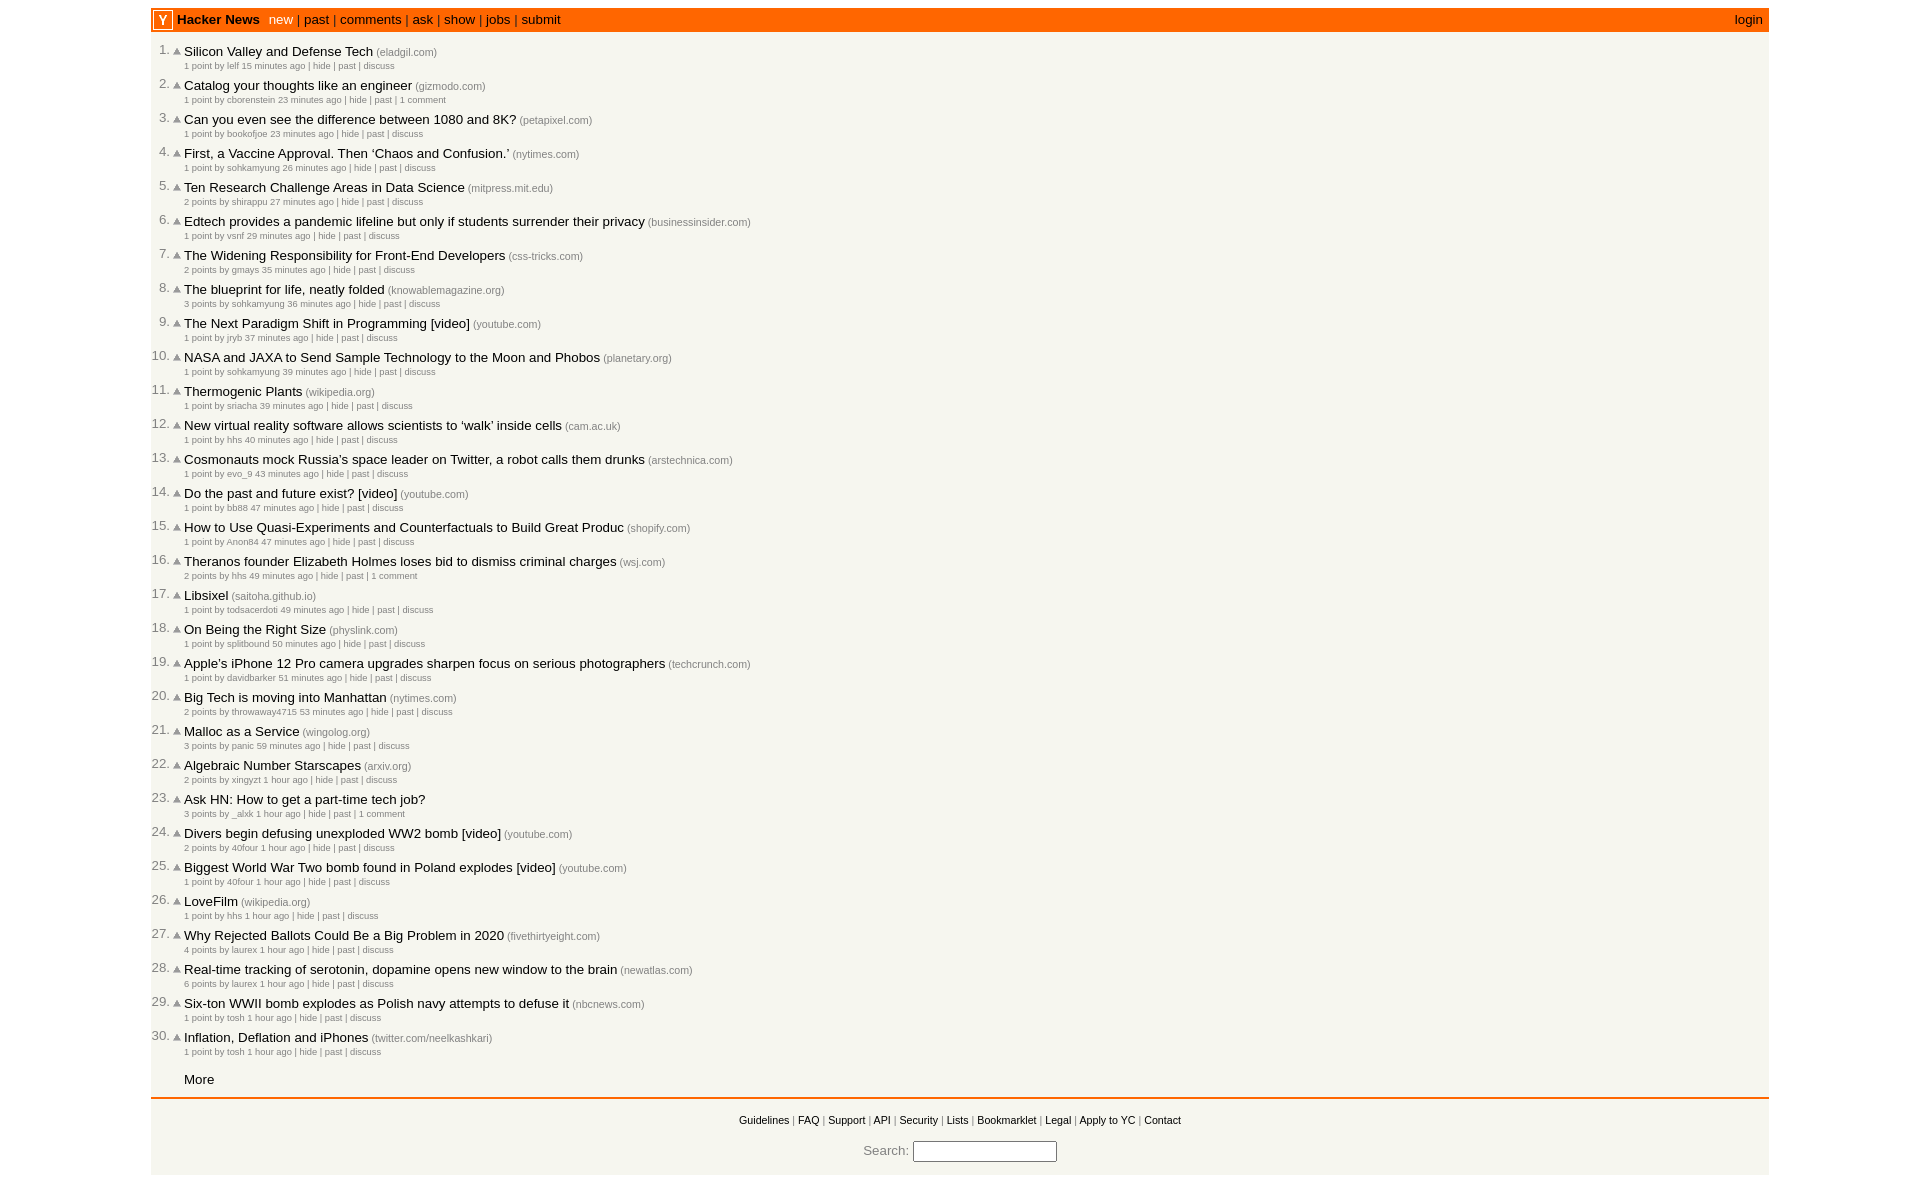 Y Hacker News new | past | comments | ask | show | jobs | submit login
1. Silicon Valley and Defense Tech (eladgil.com)
1 point by lelf 15 minutes ago | hide | past | discuss
2. Catalog your thoughts like an engineer (gizmodo.com)
1 point by cborenstein 23 minutes ago | hide | past | 1 comment
3. Can you even see the difference between 1080 and 8K? (petapixel.com)
1 point by bookofjoe 23 minutes ago | hide | past | discuss
4. First, a Vaccine Approval. Then ‘Chaos and Confusion.’ (nytimes.com)
1 point by sohkamyung 26 minutes ago | hide | past | discuss
5. Ten Research Challenge Areas in Data Science (mitpress.mit.edu)
2 points by shirappu 27 minutes ago | hide | past | discuss
6. Edtech provides a pandemic lifeline but only if students surrender their privacy (businessinsider.com)
1 point by vsnf 29 minutes ago | hide | past | discuss
7. The Widening Responsibility for Front-End Developers (css-tricks.com)
2 points by gmays 35 minutes ago | hide | past | discuss
8. The blueprint for life, neatly folded (knowablemagazine.org)
3 points by sohkamyung 36 minutes ago | hide | past | discuss
9. The Next Paradigm Shift in Programming [video] (youtube.com)
1 point by jryb 37 minutes ago | hide | past | discuss
10. NASA and JAXA to Send Sample Technology to the Moon and Phobos (planetary.org)
1 point by sohkamyung 39 minutes ago | hide | past | discuss
11. Thermogenic Plants (wikipedia.org)
1 point by sriacha 39 minutes ago | hide | past | discuss
12. New virtual reality software allows scientists to ‘walk’ inside cells (cam.ac.uk)
1 point by hhs 40 minutes ago | hide | past | discuss
13. Cosmonauts mock Russia’s space leader on Twitter, a robot calls them drunks (arstechnica.com)
1 point by evo_9 43 minutes ago | hide | past | discuss
14. Do the past and future exist? [video] (youtube.com)
1 point by bb88 47 minutes ago | hide | past | discuss
15. How to Use Quasi-Experiments and Counterfactuals to Build Great Produc (shopify.com)
1 point by Anon84 47 minutes ago | hide | past | discuss
16. Theranos founder Elizabeth Holmes loses bid to dismiss criminal charges (wsj.com)
2 points by hhs 49 minutes ago | hide | past | 1 comment
17. Libsixel (saitoha.github.io)
1 point by todsacerdoti 49 minutes ago | hide | past | discuss
18. On Being the Right Size (physlink.com)
1 point by splitbound 50 minutes ago | hide | past | discuss
19. Apple’s iPhone 12 Pro camera upgrades sharpen focus on serious photographers (techcrunch.com)
1 point by davidbarker 51 minutes ago | hide | past | discuss
20. Big Tech is moving into Manhattan (nytimes.com)
2 points by throwaway4715 53 minutes ago | hide | past | discuss
21. Malloc as a Service (wingolog.org)
3 points by panic 59 minutes ago | hide | past | discuss
22. Algebraic Number Starscapes (arxiv.org)
2 points by xingyzt 1 hour ago | hide | past | discuss
23. Ask HN: How to get a part-time tech job?
3 points by _alxk 1 hour ago | hide | past | 1 comment
24. Divers begin defusing unexploded WW2 bomb [video] (youtube.com)
2 points by 40four 1 hour ago | hide | past | discuss
25. Biggest World War Two bomb found in Poland explodes [video] (youtube.com)
1 point by 40four 1 hour ago | hide | past | discuss
26. LoveFilm (wikipedia.org)
1 point by hhs 1 hour ago | hide | past | discuss
27. Why Rejected Ballots Could Be a Big Problem in 2020 (fivethirtyeight.com)
4 points by laurex 1 hour ago | hide | past | discuss
28. Real-time tracking of serotonin, dopamine opens new window to the brain (newatlas.com)
6 points by laurex 1 hour ago | hide | past | discuss
29. Six-ton WWII bomb explodes as Polish navy attempts to defuse it (nbcnews.com)
1 point by tosh 1 hour ago | hide | past | discuss
30. Inflation, Deflation and iPhones (twitter.com/neelkashkari)
1 point by tosh 1 hour ago | hide | past | discuss
More
Guidelines | FAQ | Support | API | Security | Lists | Bookmarklet | Legal | Apply to YC | Contact
Search: